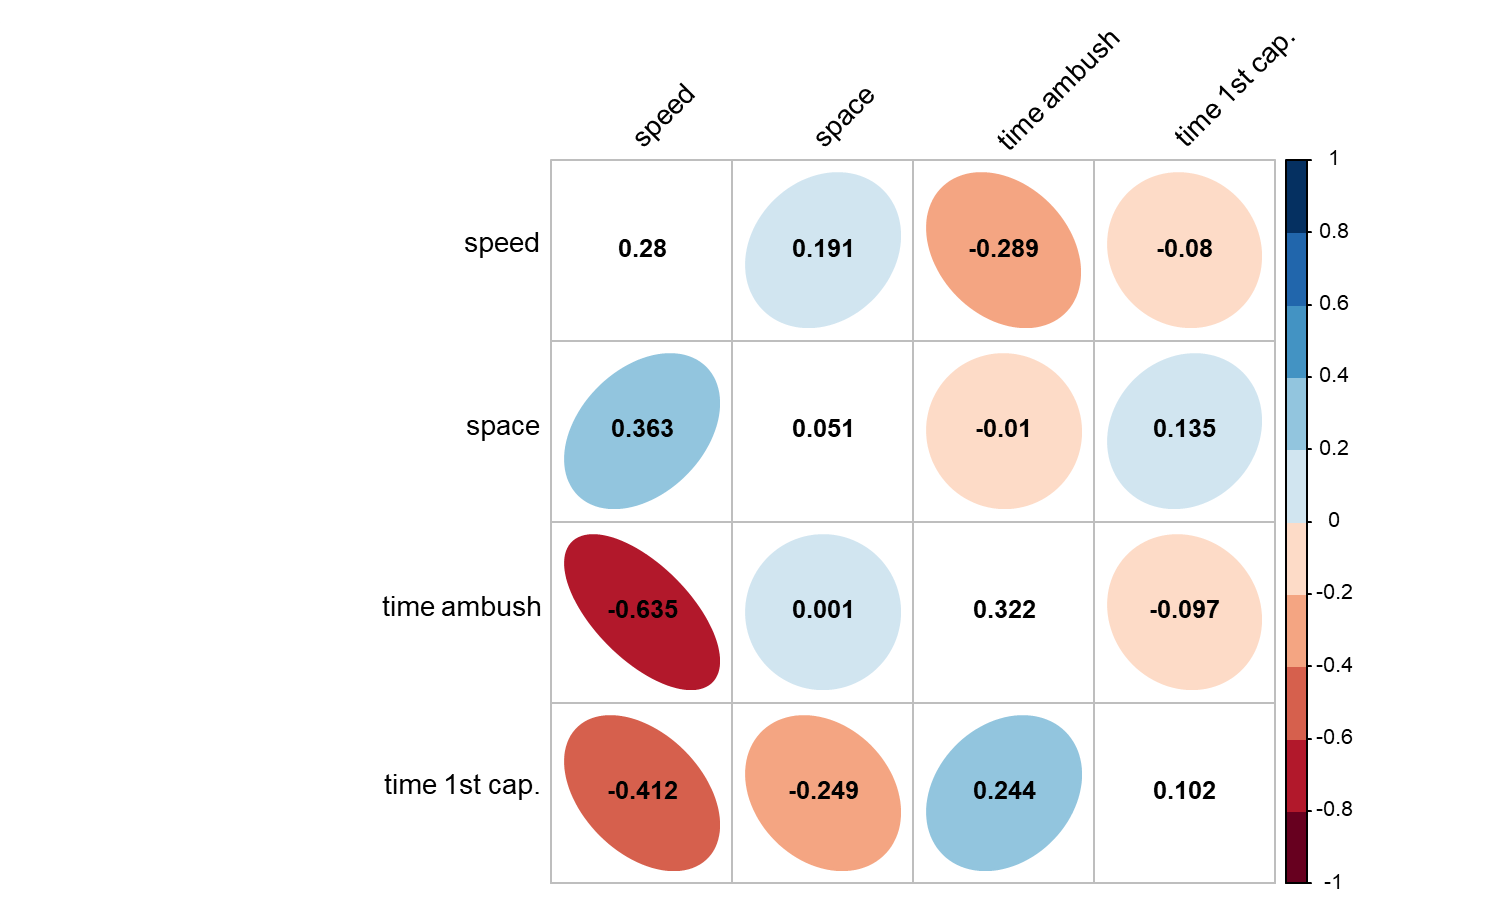 speed space time ambush time 1st cap.
speed 0.28 0.191 -0.289 -0.08
space 0.363 0.051 -0.01 0.135
time ambush -0.635 0.001 0.322 -0.097
time 1st cap. -0.412 -0.249 0.244 0.102
1
0.8
0.6
0.4
0.2
0
-0.2
-0.4
-0.6
-0.8
-1